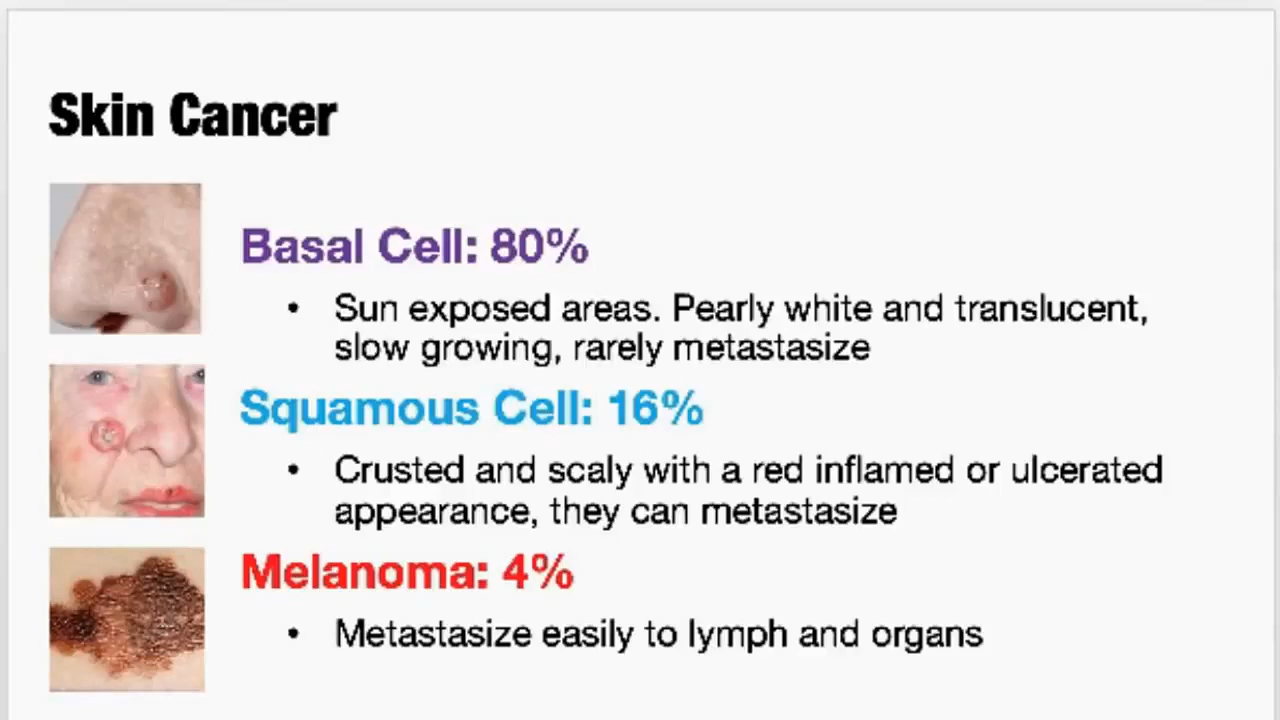 Skin Cancer
Basal Cell: 80%
• Sun exposed areas. Pearly white and translucent,
slow growing, rarely metastasize
Squamous Cell: 16%
• Crusted and scaly with a red inflamed or ulcerated
appearance, they can metastasize
Melanoma: 4%
• Metastasize easily to lymph and organs